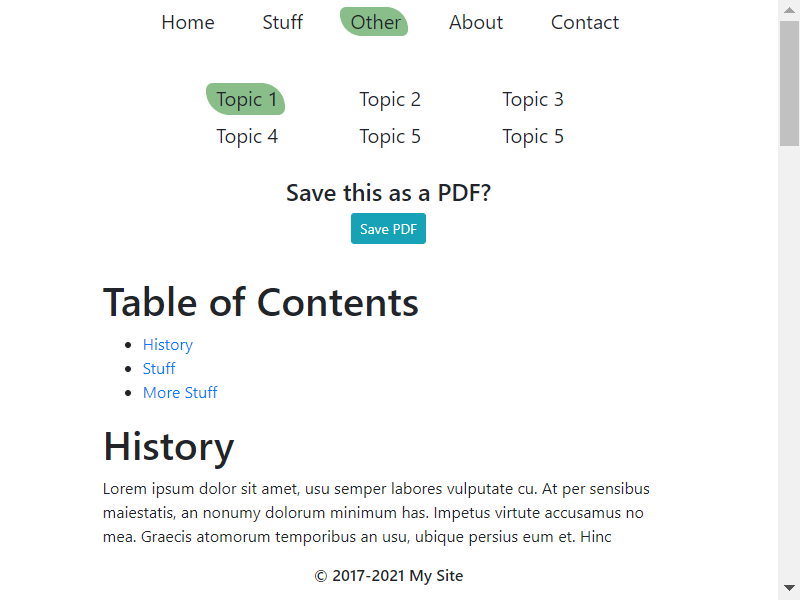 Home Stuff Other About Contact
Topic 1 Topic 2 Topic 3
Topic 4 Topic 5 Topic 5
Save this as a PDF?
Save PDF
Table of Contents
History
Stuff
More Stuff
History
Lorem ipsum dolor sit amet, usu semper labores vulputate cu. At per sensibus
maiestatis, an nonumy dolorum minimum has. Impetus virtute accusamus no
mea. Graecis atomorum temporibus an usu, ubique persius eum et. Hinc
© 2017-2021 My Site